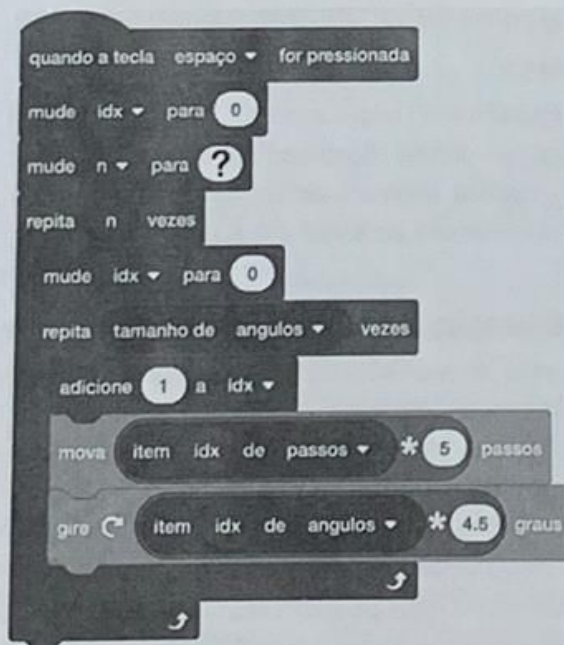 quando a tecla espaço for pressionada
mude idx para 0
mude n para ?
repita n vezes
mude idx para 0
repita tamanho de angulos vezes
adicione 1 a idx
mova item idx de passos * 5 passos
gire item idx de angulos * 4.5 graus